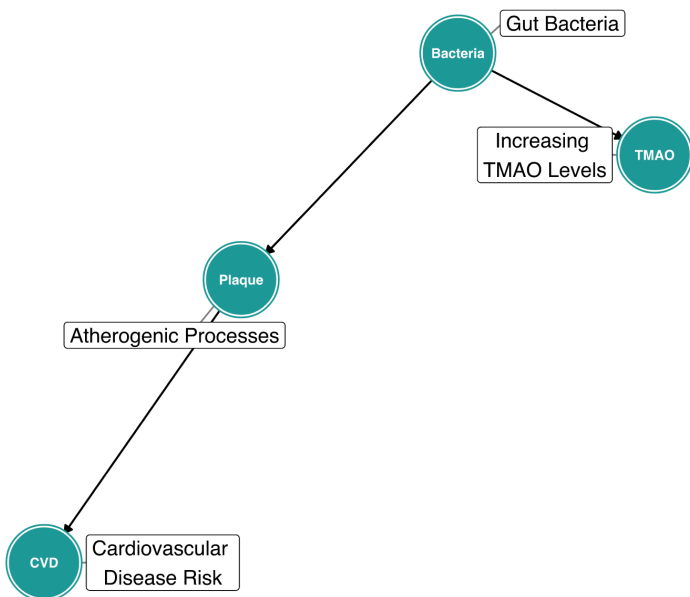 Gut Bacteria
Bacteria
Increasing
TMAO Levels
TMAO
Plaque
Atherogenic Processes
CVD
Cardiovascular
Disease Risk